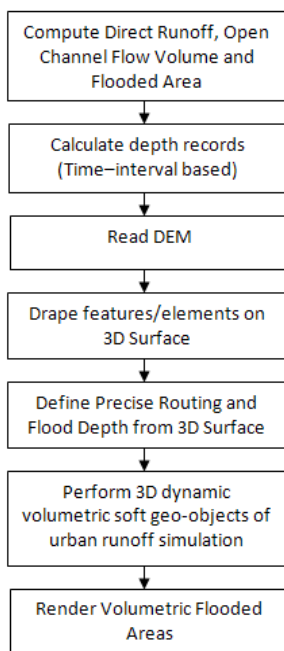 Compute Direct Runoff, Open
Channel Flow Volume and
Flooded Area
Calculate depth records
(Time–interval based)
Read DEM
Drape features/elements on
3D Surface
Define Precise Routing and
Flood Depth from 3D Surface
Perform 3D dynamic
volumetric soft geo-objects of
urban runoff simulation
Render Volumetric Flooded
Areas